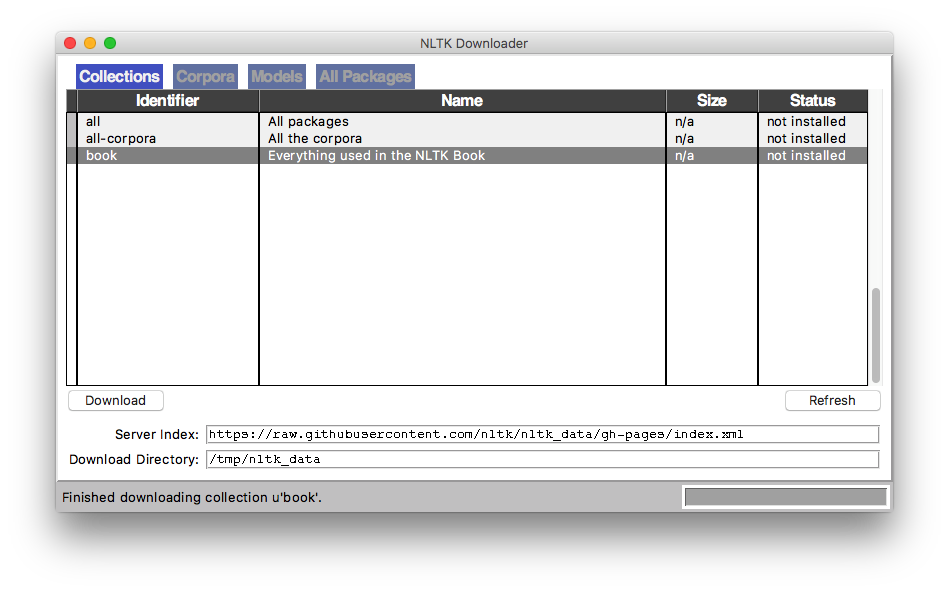 NLTK Downloader
Collections Corpora Models All Packages
Identifier Name Size Status
all All packages n/a not installed
all-corpora All the corpora n/a not installed
book Everything used in the NLTK Book n/a not installed
Download Refresh
Server Index: https://raw.githubusercontent.com/nltk/nltk_data/gh-pages/index.xml
Download Directory: /tmp/nltk_data
Finished downloading collection u'book'.